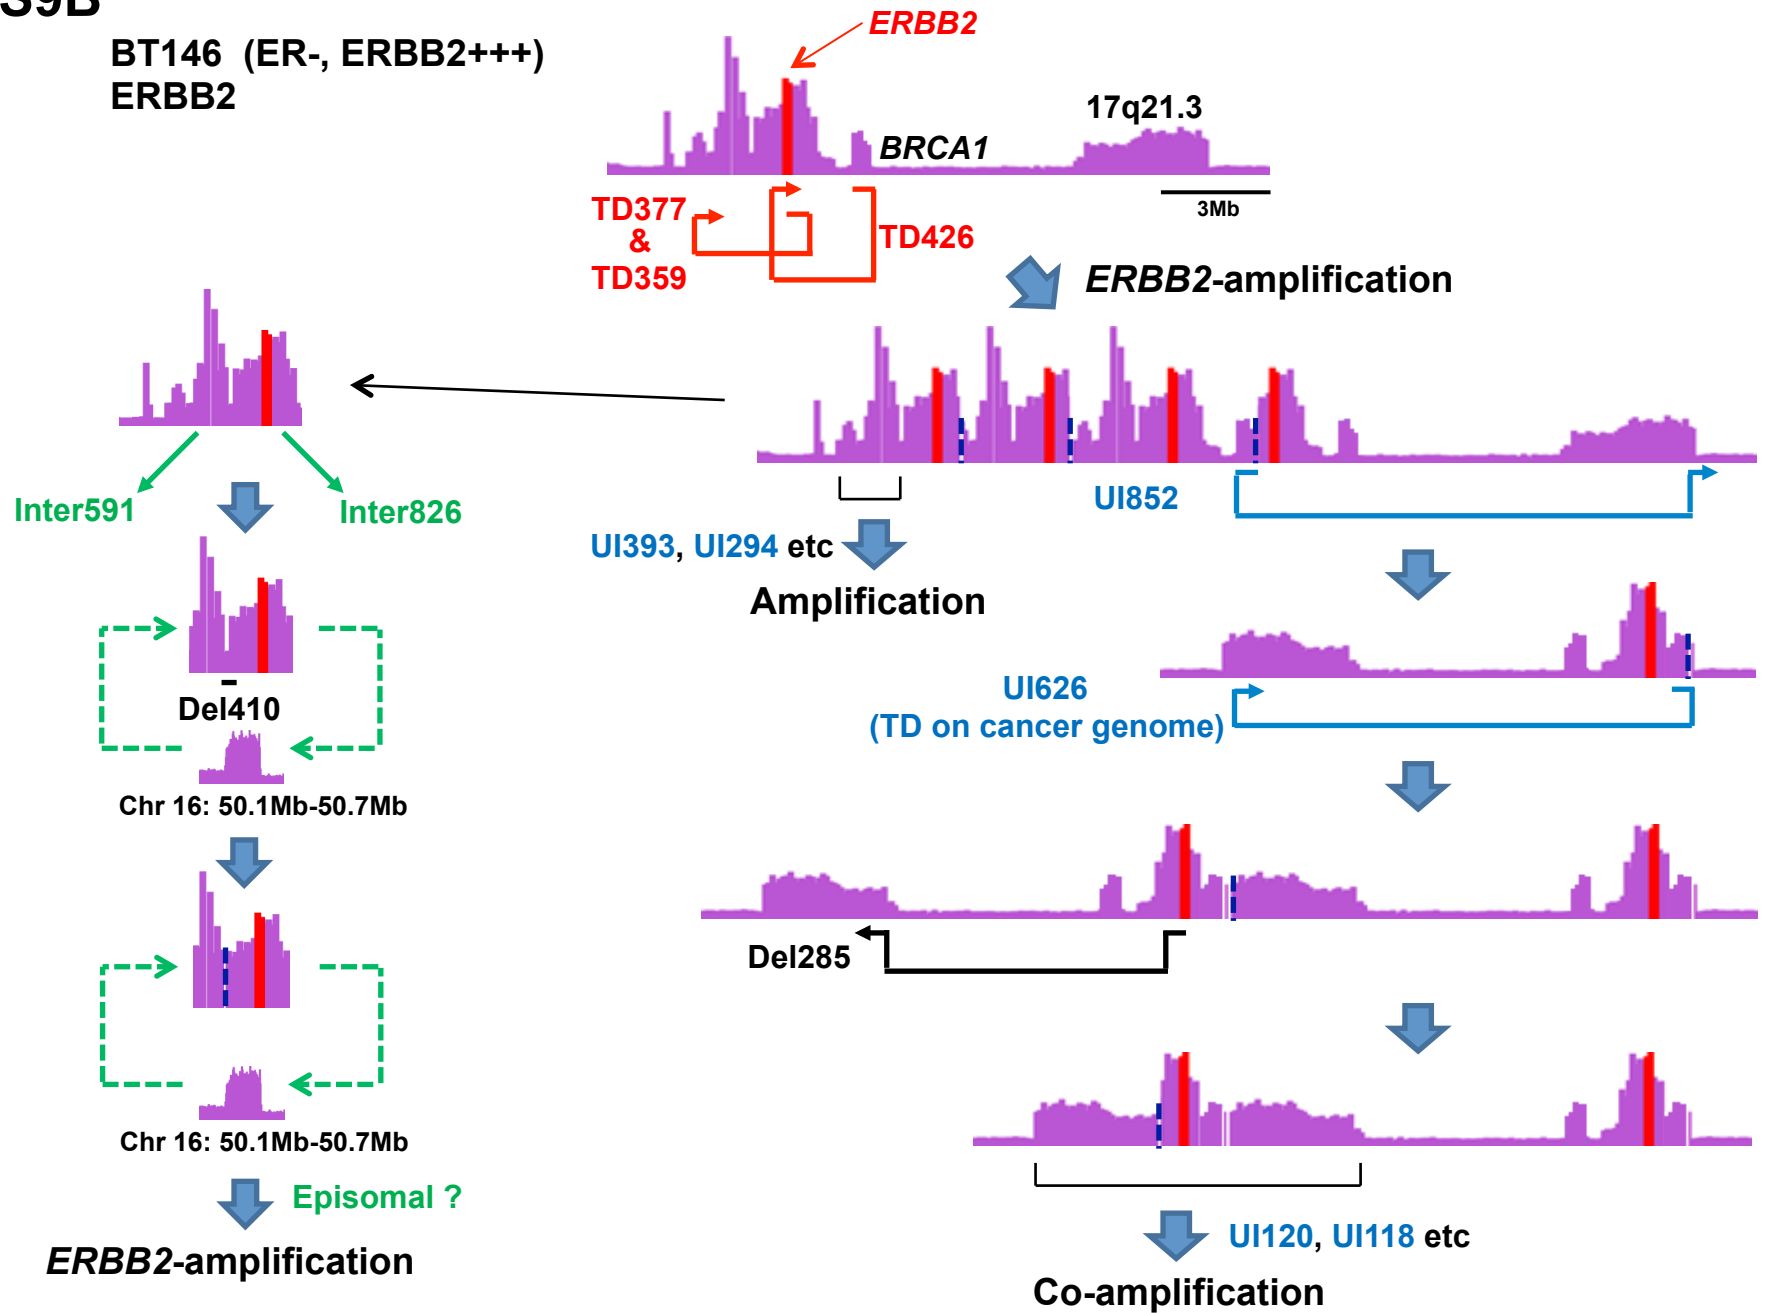 S9B
BT146 (ER-, ERBB2+++)
ERBB2
ERBB2
17q21.3
BRCA1
3Mb
TD377
&
TD359
TD426
ERBB2-amplification
Inter591
Inter826
UI852
UI393, UI294 etc
Amplification
Del410
Chr 16: 50.1Mb-50.7Mb
UI626
(TD on cancer genome)
Del285
Chr 16: 50.1Mb-50.7Mb
Episomal ?
ERBB2-amplification
UI120, UI118 etc
Co-amplification